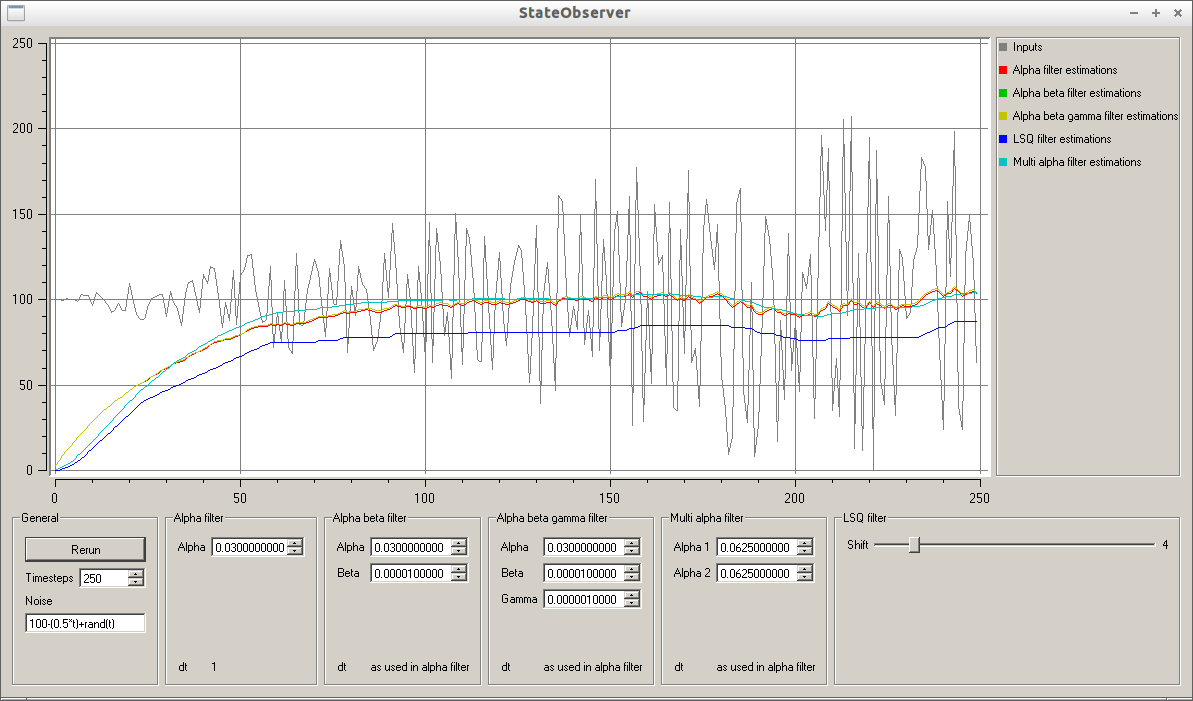 StateObserver
250
200
150
100
50
0
0 50 100 150 200 250
Inputs
Alpha filter estimations
Alpha beta filter estimations
Alpha beta gamma filter estimations
LSQ filter estimations
Multi alpha filter estimations
General
Rerun
Timesteps 250
Noise
100-(0.5*t)+rand(t)
Alpha filter
Alpha 0.0300000000
dt 1
Alpha beta filter
Alpha 0.0300000000
Beta 0.0000100000
dt as used in alpha filter
Alpha beta gamma filter
Alpha 0.0300000000
Beta 0.0000100000
Gamma 0.0000010000
dt as used in alpha filter
Multi alpha filter
Alpha 1 0.0625000000
Alpha 2 0.0625000000
dt as used in alpha filter
LSQ filter
Shift 4